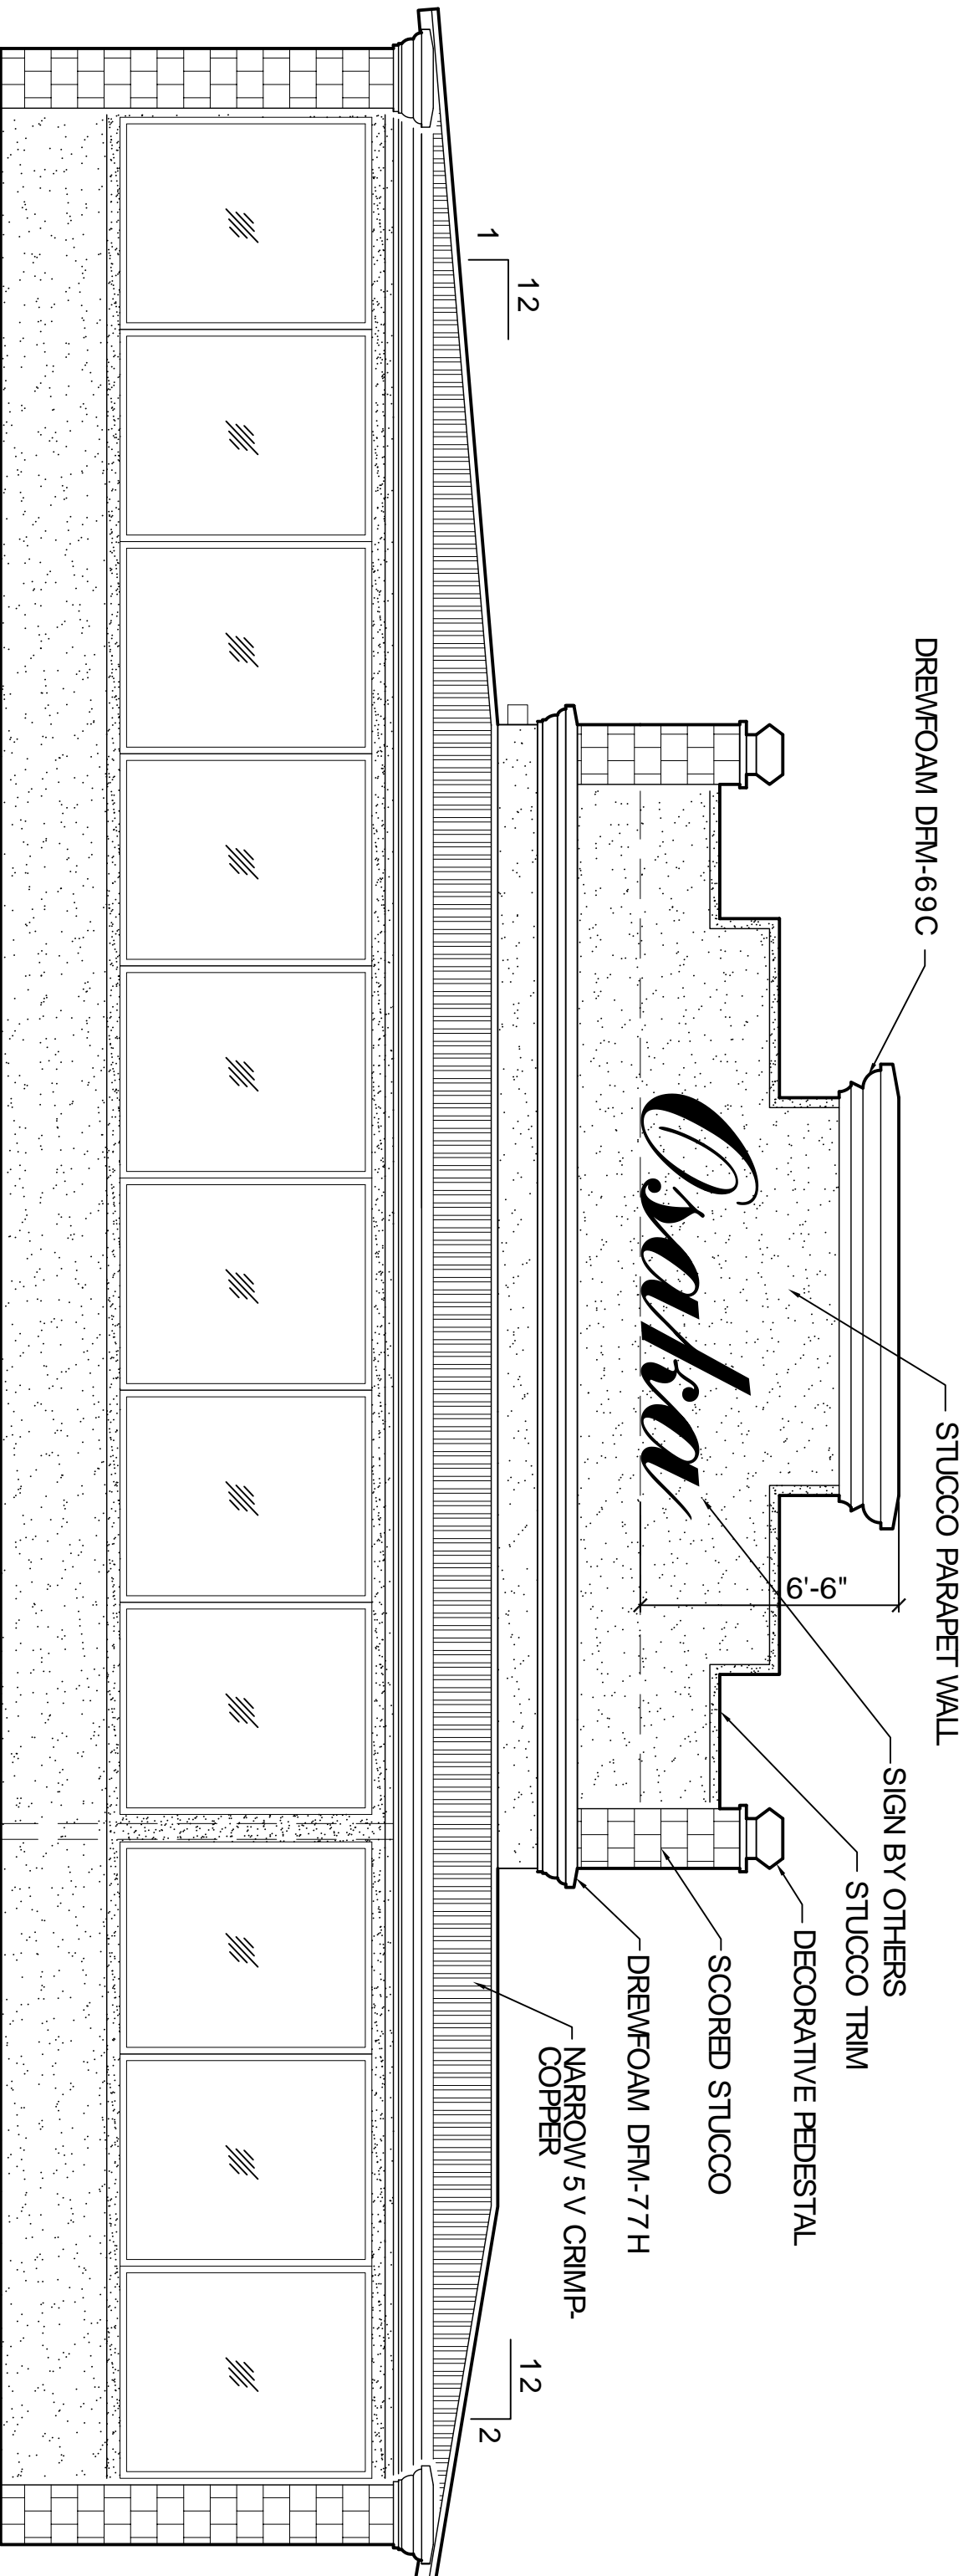 DREWFOAM DFM-69C
STUCCO PARAPET WALL
SIGN BY OTHERS
STUCCO TRIM
DECORATIVE PEDESTAL
SCORED STUCCO
DREWFOAM DFM-77H
NARROW 5V CRIMP-
COPPER
Osaka
6'-6"
12
1
12
2